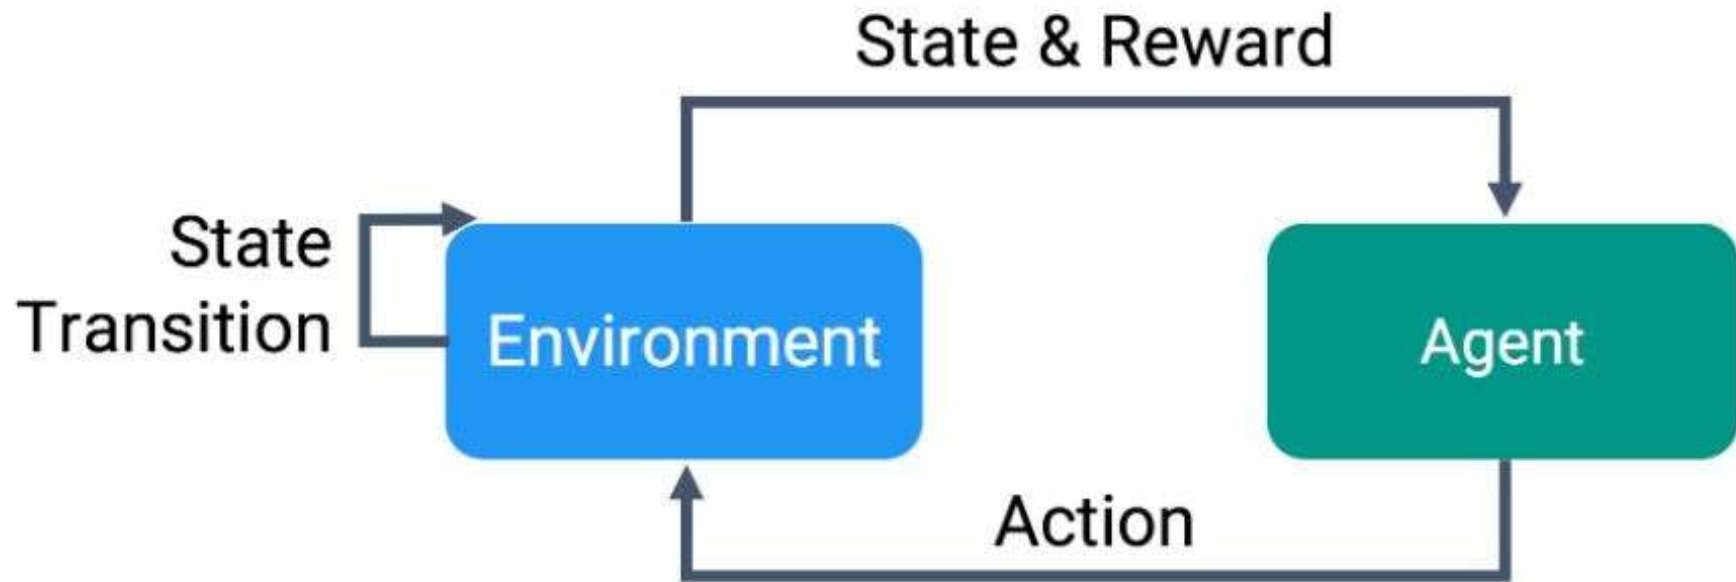 State & Reward
State
Transition
Environment
Agent
Action